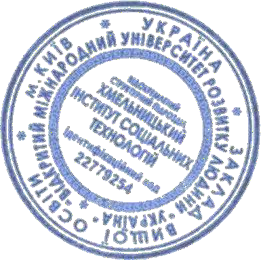 УКРАЇНА * ЗАКЛАД ВИЩОЇ ОСВІТИ * М. КИЇВ *
"ВІДКРИТИЙ МІЖНАРОДНИЙ УНІВЕРСИТЕТ РОЗВИТКУ ЛЮДИНИ "УКРАЇНА"
ХМЕЛЬНИЦЬКИЙ
ІНСТИТУТ СОЦІАЛЬНИХ
ТЕХНОЛОГІЙ
Ідентифікаційний код
22779254